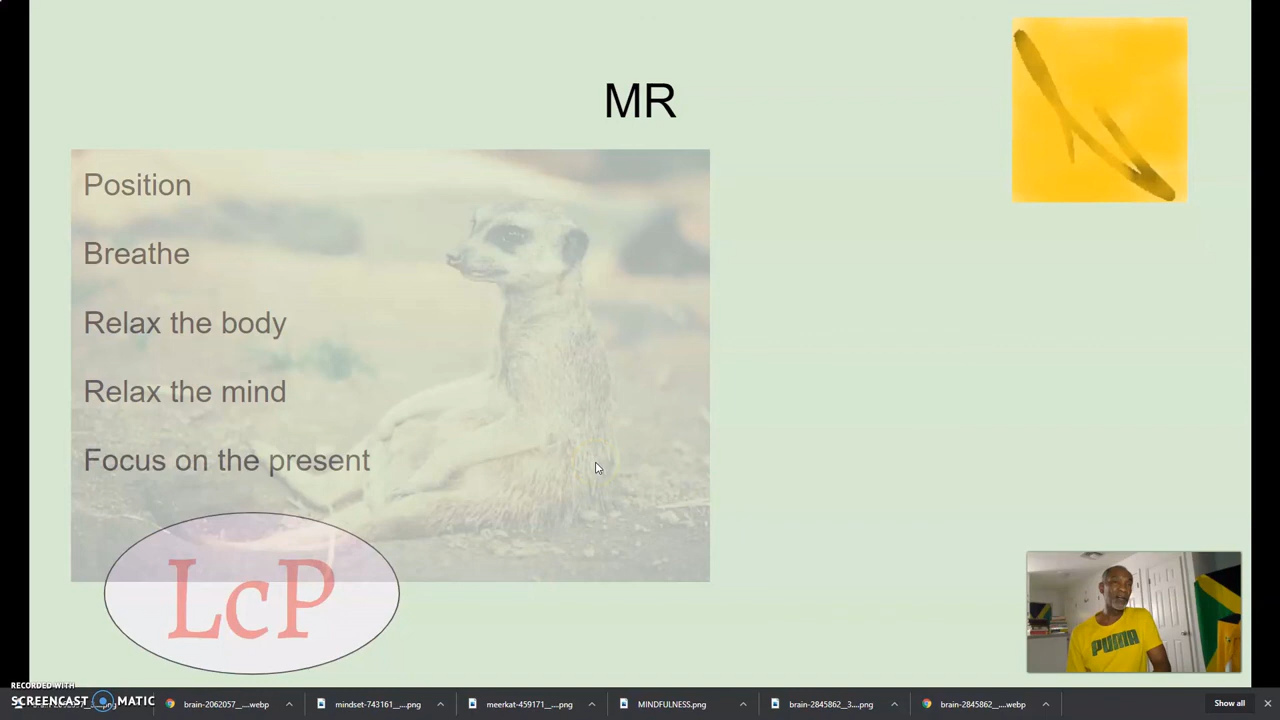 MR
Position
Breathe
Relax the body
Relax the mind
Focus on the present
LcP
PUMA
RECORDED WITH
SCREENCAST MATIC
brain-2062057_....webp
mindset-743161_....png
meerkat-459171_....png
MINDFULNESS.png
brain-2845862__3....png
brain-2845862_....webp
Show all